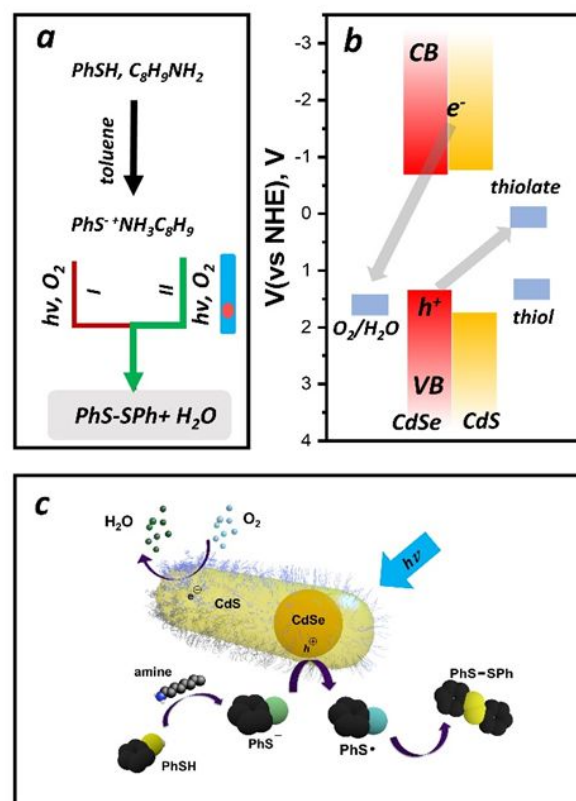 a
PhSH, C₈H₉NH₂
toluene
PhS⁻⁺NH₃C₈H₉
hν, O₂
I
II
hν, O₂
PhS-SPh+ H₂O
b
V(vs NHE), V
-3
-2
-1
0
1
2
3
4
CB
e⁻
thiolate
h⁺
O₂/H₂O
thiol
VB
CdSe
CdS
c
H₂O
O₂
hν
e⊖
CdS
CdSe
h⊕
amine
PhSH
PhS⁻
PhS•
PhS-SPh